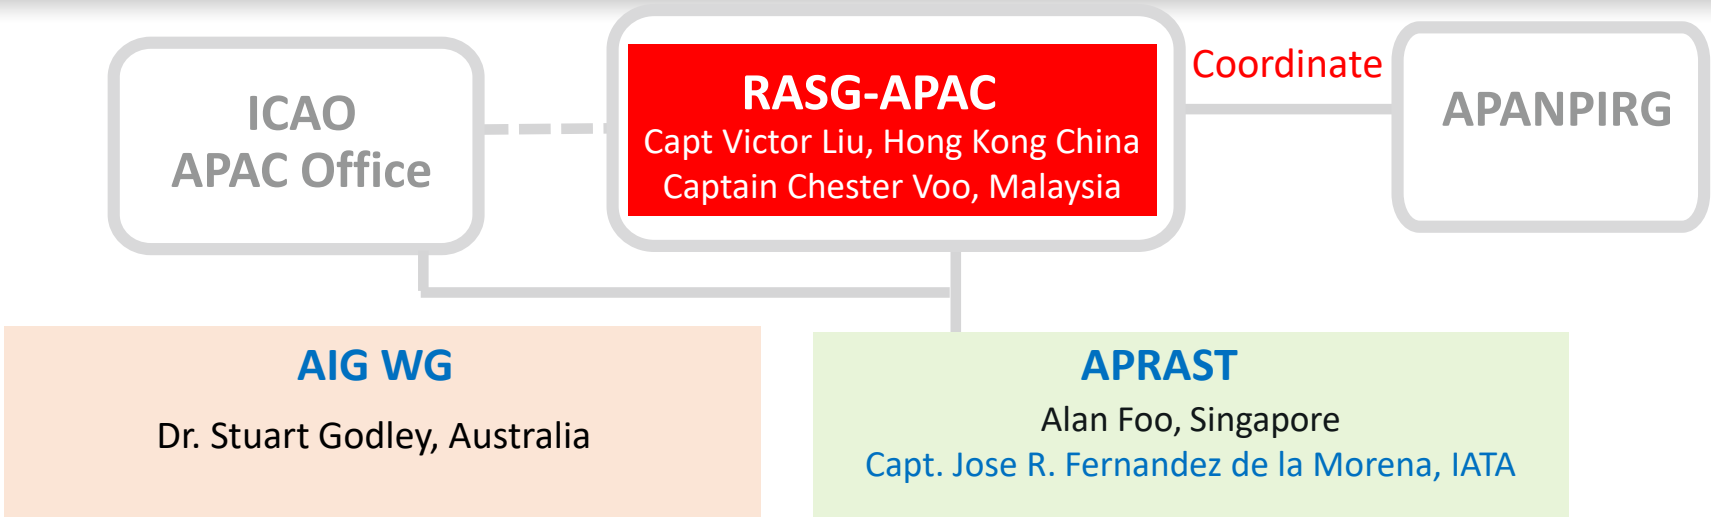 ICAO
APAC Office
RASG-APAC
Capt Victor Liu, Hong Kong China
Captain Chester Voo, Malaysia
Coordinate
APANPIRG
AIG WG
Dr. Stuart Godley, Australia
APRAST
Alan Foo, Singapore
Capt. Jose R. Fernandez de la Morena, IATA